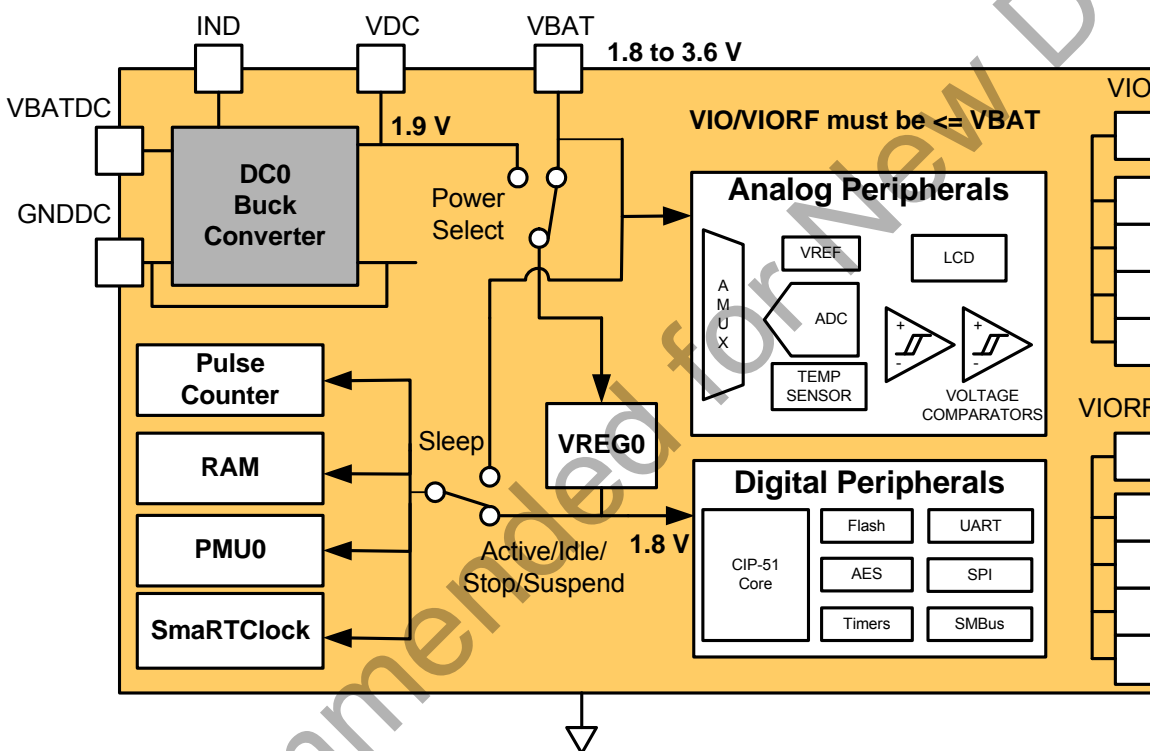 IND
VDC
VBAT
1.8 to 3.6 V
VBATDC
1.9 V
VIO/VIORF must be <= VBAT
VIO
DC0
Buck
Converter
GNDDC
Power
Select
Analog Peripherals
VREF
LCD
A
M
U
X
ADC
+
-
+
-
TEMP
SENSOR
VOLTAGE
COMPARATORS
Pulse
Counter
VIORF
Sleep
VREG0
RAM
Digital Peripherals
PMU0
Active/Idle/
Stop/Suspend
1.8 V
CIP-51
Core
Flash
UART
AES
SPI
Timers
SMBus
SmaRTClock
mmended for New D